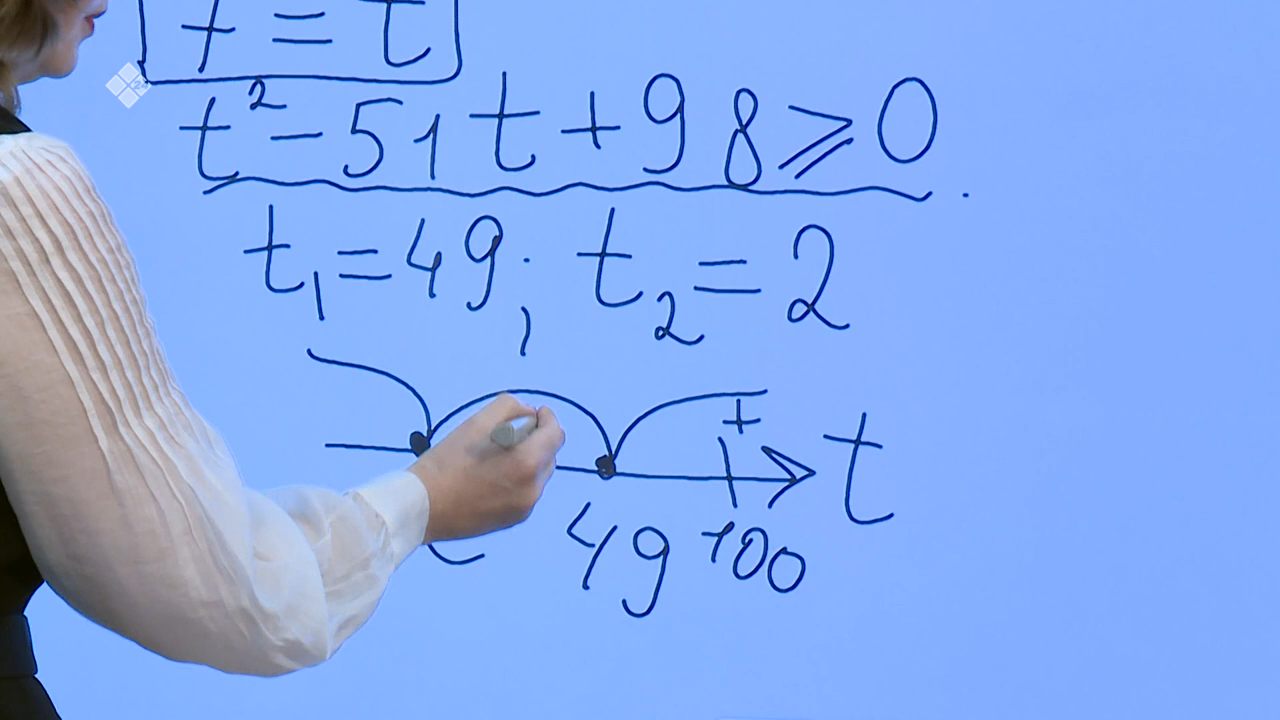 t² - 51t + 98 ⩾ 0
t₁ = 49; t₂ = 2
+
t
49 100